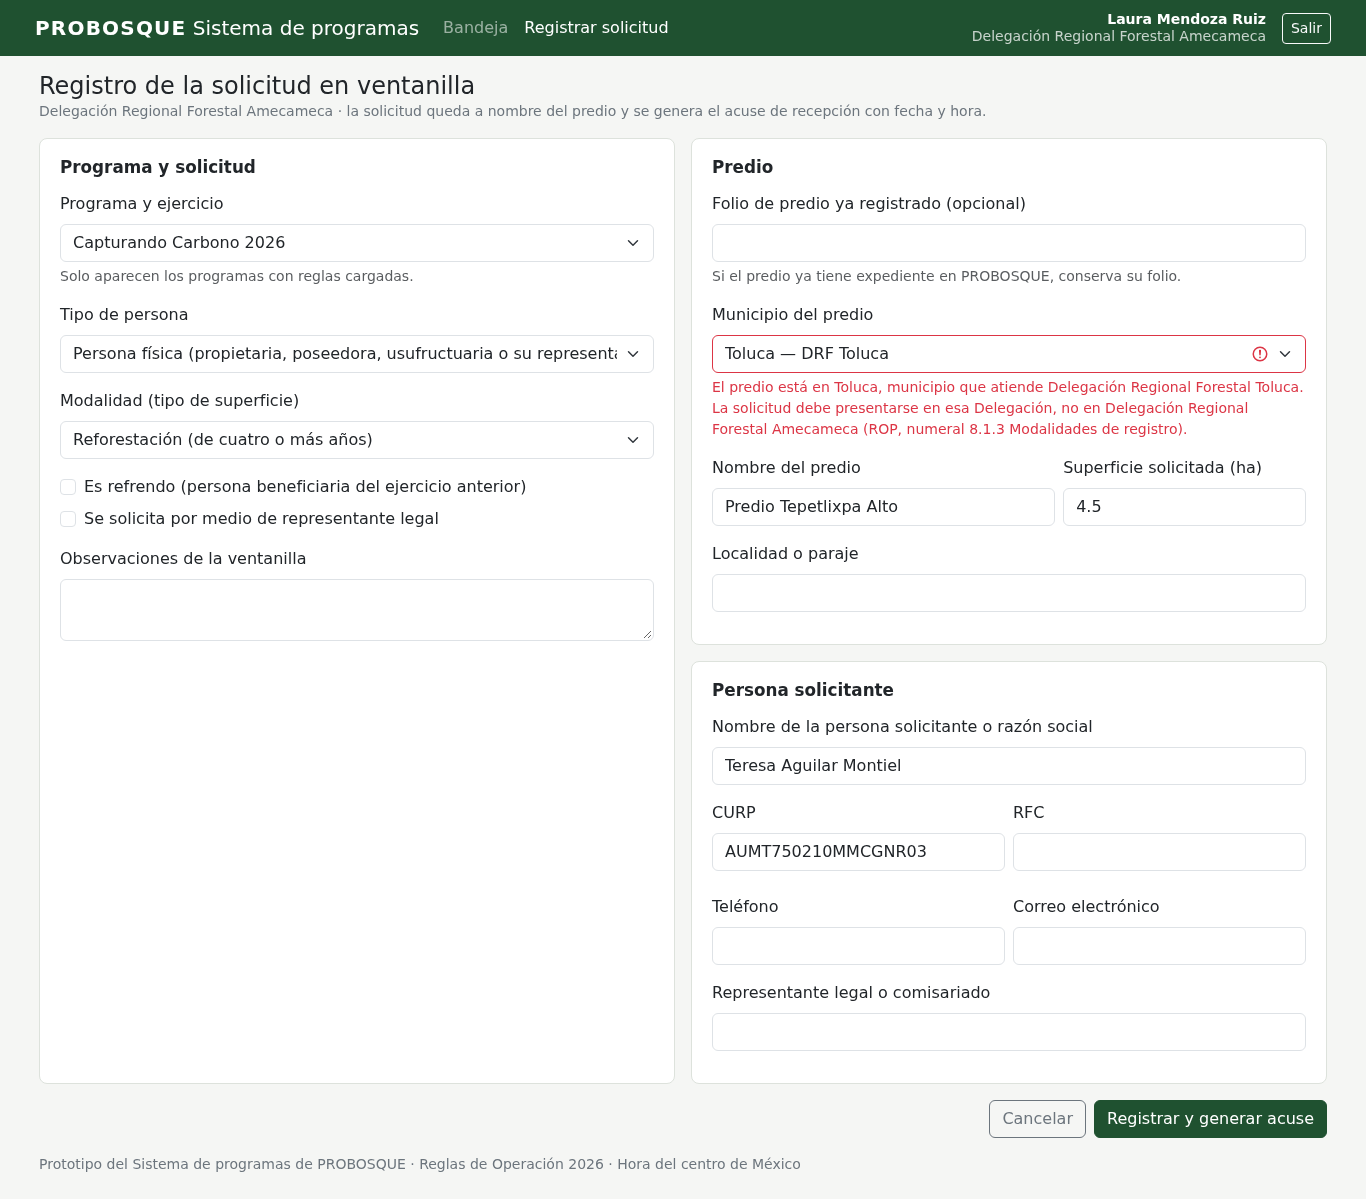 PROBOSQUE Sistema de programas
Bandeja
Registrar solicitud
Laura Mendoza Ruiz
Delegación Regional Forestal Amecameca
Salir
Registro de la solicitud en ventanilla
Delegación Regional Forestal Amecameca · la solicitud queda a nombre del predio y se genera el acuse de recepción con fecha y hora.
Programa y solicitud
Programa y ejercicio
Capturando Carbono 2026
Solo aparecen los programas con reglas cargadas.
Tipo de persona
Persona física (propietaria, poseedora, usufructuaria o su representa
Modalidad (tipo de superficie)
Reforestación (de cuatro o más años)
Es refrendo (persona beneficiaria del ejercicio anterior)
Se solicita por medio de representante legal
Observaciones de la ventanilla
Predio
Folio de predio ya registrado (opcional)
Si el predio ya tiene expediente en PROBOSQUE, conserva su folio.
Municipio del predio
Toluca — DRF Toluca
El predio está en Toluca, municipio que atiende Delegación Regional Forestal Toluca.
La solicitud debe presentarse en esa Delegación, no en Delegación Regional
Forestal Amecameca (ROP, numeral 8.1.3 Modalidades de registro).
Nombre del predio
Superficie solicitada (ha)
Predio Tepetlixpa Alto
4.5
Localidad o paraje
Persona solicitante
Nombre de la persona solicitante o razón social
Teresa Aguilar Montiel
CURP
RFC
AUMT750210MMCGNR03
Teléfono
Correo electrónico
Representante legal o comisariado
Cancelar
Registrar y generar acuse
Prototipo del Sistema de programas de PROBOSQUE · Reglas de Operación 2026 · Hora del centro de México